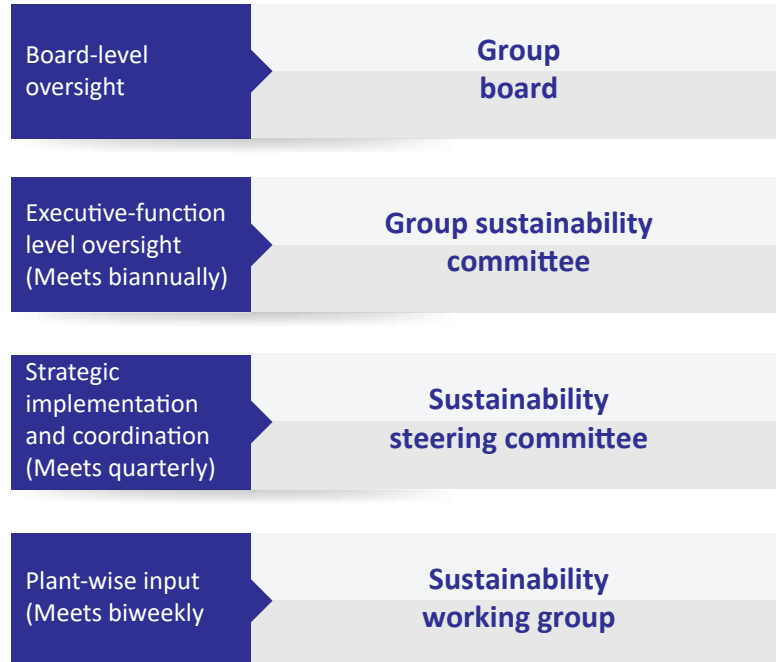 Board-level
oversight
Group
board
Executive-function
level oversight
(Meets biannually)
Group sustainability
committee
Strategic
implementation
and coordination
(Meets quarterly)
Sustainability
steering committee
Plant-wise input
(Meets biweekly
Sustainability
working group